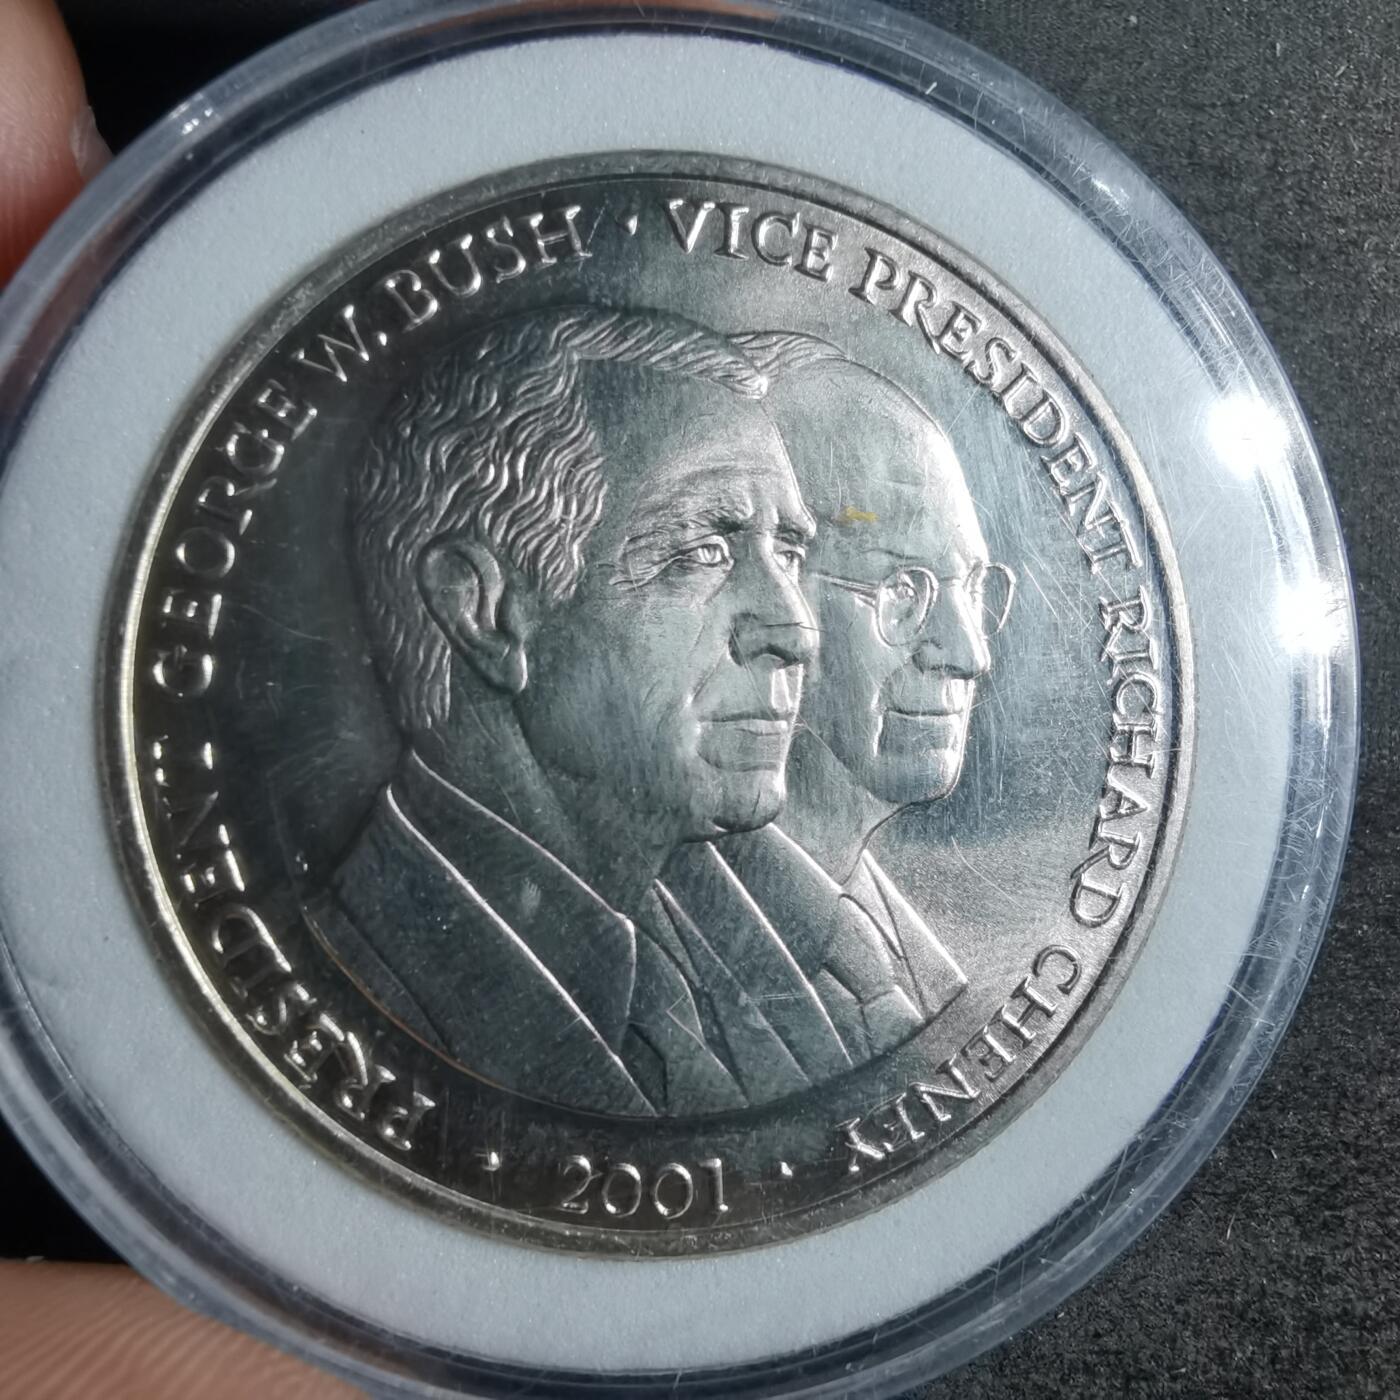 PRESIDENT GEORGE W. BUSH · VICE PRESIDENT RICHARD CHENEY
· 2001 ·